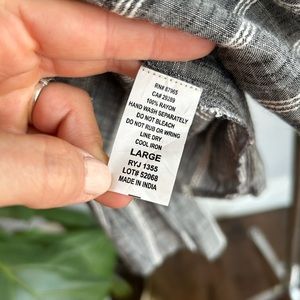 RN# 87965
CA# 29289
100% RAYON
HAND WASH SEPARATELY
DO NOT BLEACH
DO NOT RUB OR WRING
LINE DRY
COOL IRON
LARGE
RYJ 1355
LOT# 52068
MADE IN INDIA